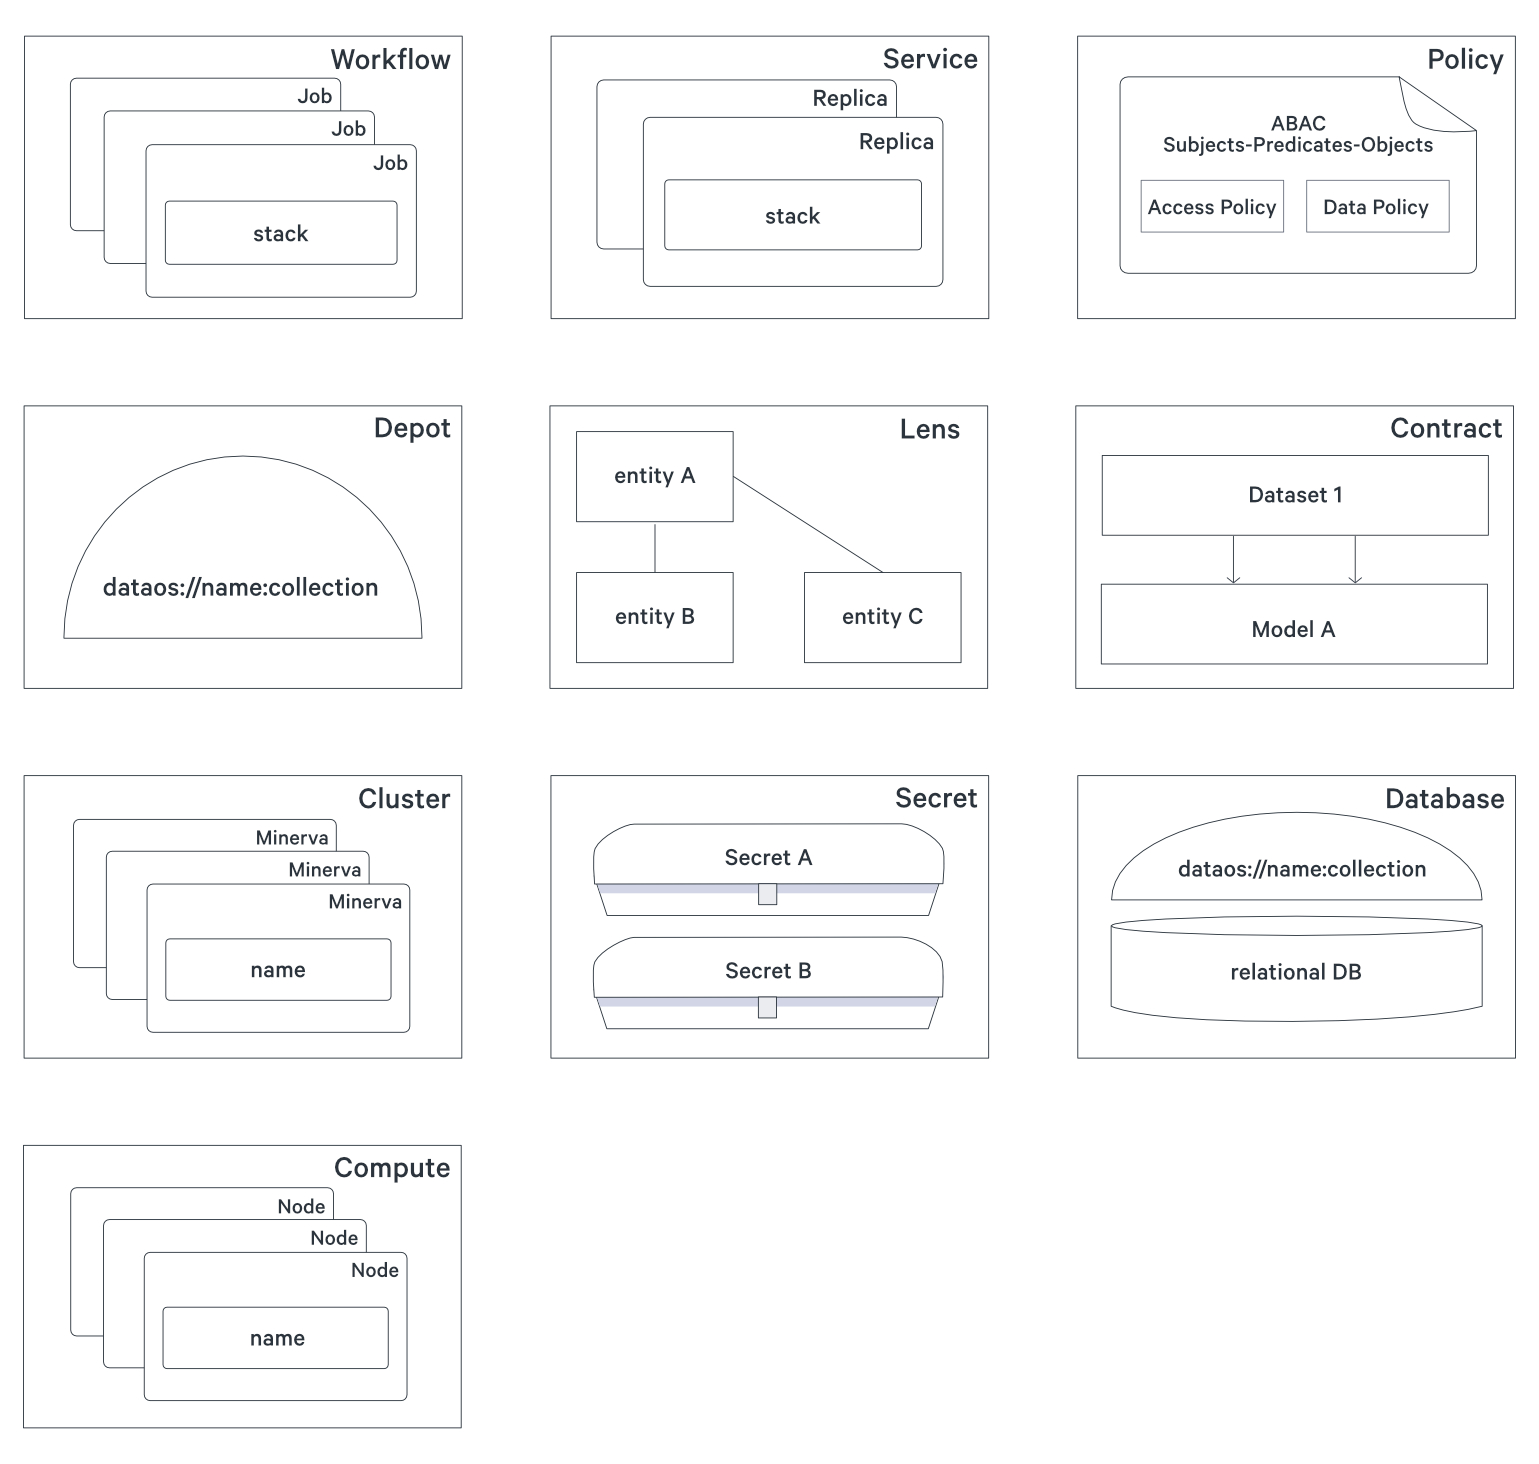 Workflow
Job
Job
Job
stack
Service
Replica
Replica
stack
Policy
ABAC
Subjects-Predicates-Objects
Access Policy
Data Policy
Depot
dataos://name:collection
Lens
entity A
entity B
entity C
Contract
Dataset 1
Model A
Cluster
Minerva
Minerva
Minerva
name
Secret
Secret A
Secret B
Database
dataos://name:collection
relational DB
Compute
Node
Node
Node
name